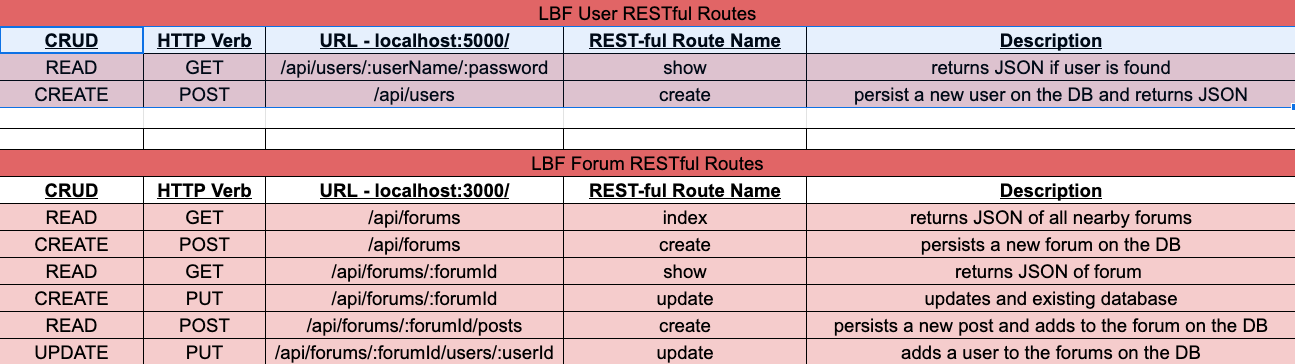 LBF User RESTful Routes
CRUD HTTP Verb URL - localhost:5000/ REST-ful Route Name Description
READ GET /api/users/:userName/:password show returns JSON if user is found
CREATE POST /api/users create persist a new user on the DB and returns JSON
LBF Forum RESTful Routes
CRUD HTTP Verb URL - localhost:3000/ REST-ful Route Name Description
READ GET /api/forums index returns JSON of all nearby forums
CREATE POST /api/forums create persists a new forum on the DB
READ GET /api/forums/:forumId show returns JSON of forum
CREATE PUT /api/forums/:forumId update updates and existing database
READ POST /api/forums/:forumId/posts create persists a new post and adds to the forum on the DB
UPDATE PUT /api/forums/:forumId/users/:userId update adds a user to the forums on the DB